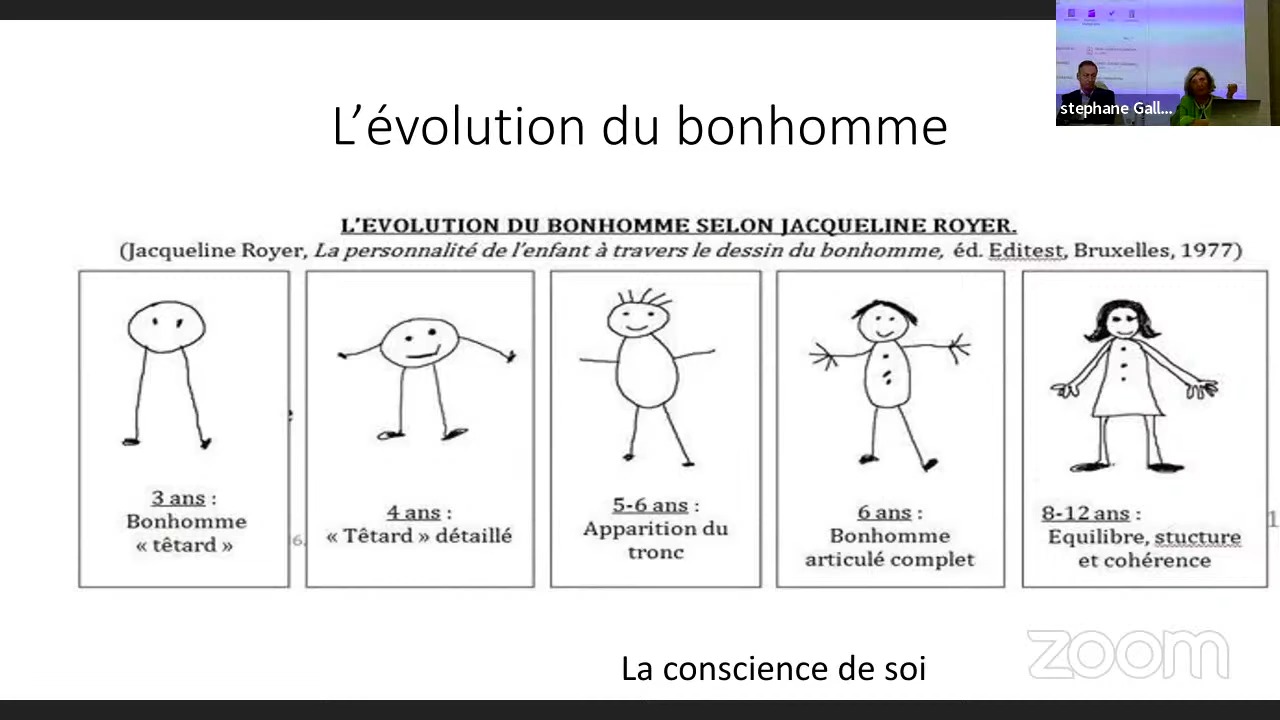 stephane Gall...
L’évolution du bonhomme
L'EVOLUTION DU BONHOMME SELON JACQUELINE ROYER.
(Jacqueline Royer, La personnalité de l'enfant à travers le dessin du bonhomme, éd. Editest, Bruxelles, 1977)
3 ans :
Bonhomme
« têtard »
6.
4 ans :
« Têtard » détaillé
5-6 ans :
Apparition du
tronc
6 ans :
Bonhomme
articulé complet
8-12 ans :
Equilibre, stucture
et cohérence
1
La conscience de soi
zoom